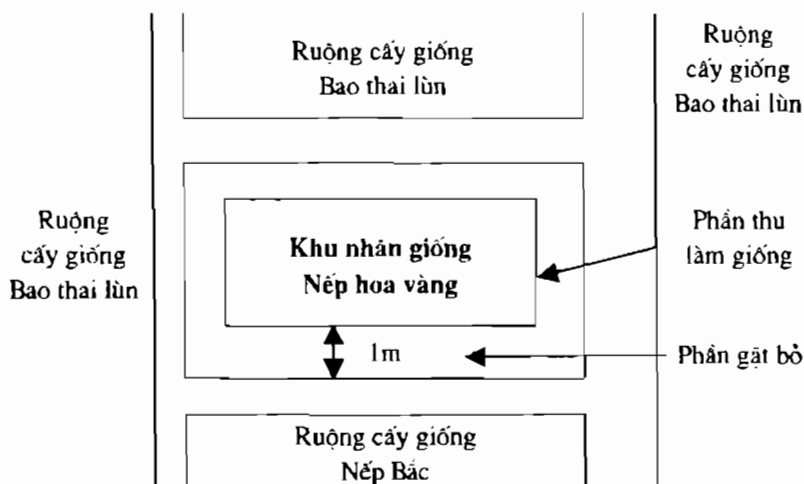 Ruộng cấy giống
Bao thai lùn
Ruộng
cấy giống
Bao thai lùn
Ruộng
cấy giống
Bao thai lùn
Khu nhân giống
Nếp hoa vàng
Phần thu
làm giống
1m
Phần gặt bỏ
Ruộng cấy giống
Nếp Bắc